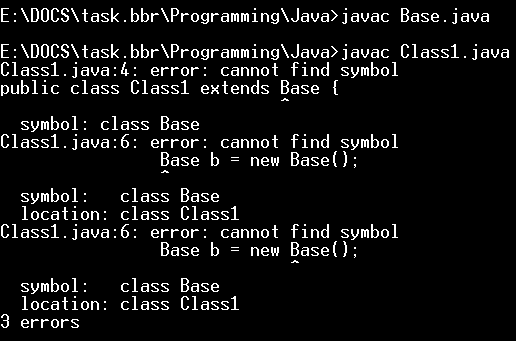 E:\DOCS\task.bbr\Programming\Java>javac Base.java
E:\DOCS\task.bbr\Programming\Java>javac Class1.java
Class1.java:4: error: cannot find symbol
public class Class1 extends Base {
^
symbol: class Base
Class1.java:6: error: cannot find symbol
Base b = new Base();
^
symbol:   class Base
location: class Class1
Class1.java:6: error: cannot find symbol
Base b = new Base();
^
symbol:   class Base
location: class Class1
3 errors